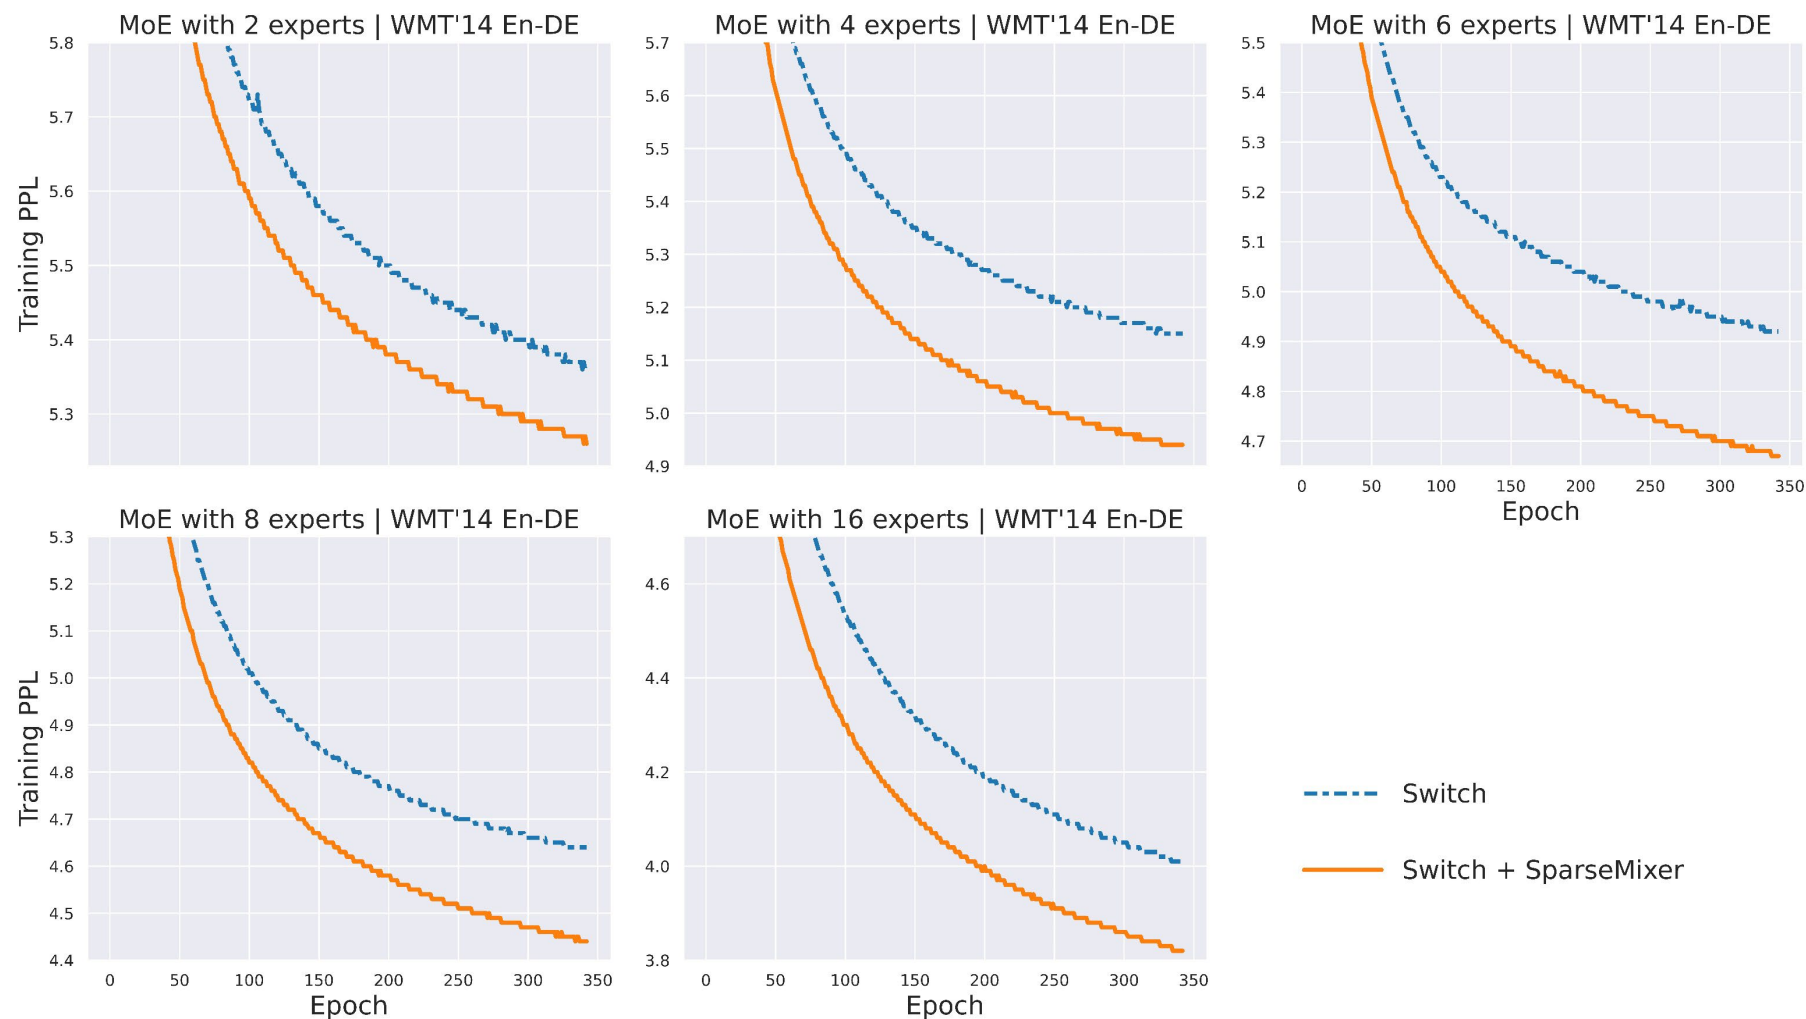 MoE with 2 experts | WMT'14 En-DE
5.8
5.7
5.6
5.5
5.4
5.3
Training PPL
MoE with 4 experts | WMT'14 En-DE
5.7
5.6
5.5
5.4
5.3
5.2
5.1
5.0
4.9
MoE with 6 experts | WMT'14 En-DE
5.5
5.4
5.3
5.2
5.1
5.0
4.9
4.8
4.7
0 50 100 150 200 250 300 350
Epoch
MoE with 8 experts | WMT'14 En-DE
5.3
5.2
5.1
5.0
4.9
4.8
4.7
4.6
4.5
4.4
Training PPL
0 50 100 150 200 250 300 350
Epoch
MoE with 16 experts | WMT'14 En-DE
4.6
4.4
4.2
4.0
3.8
0 50 100 150 200 250 300 350
Epoch
Switch
Switch + SparseMixer